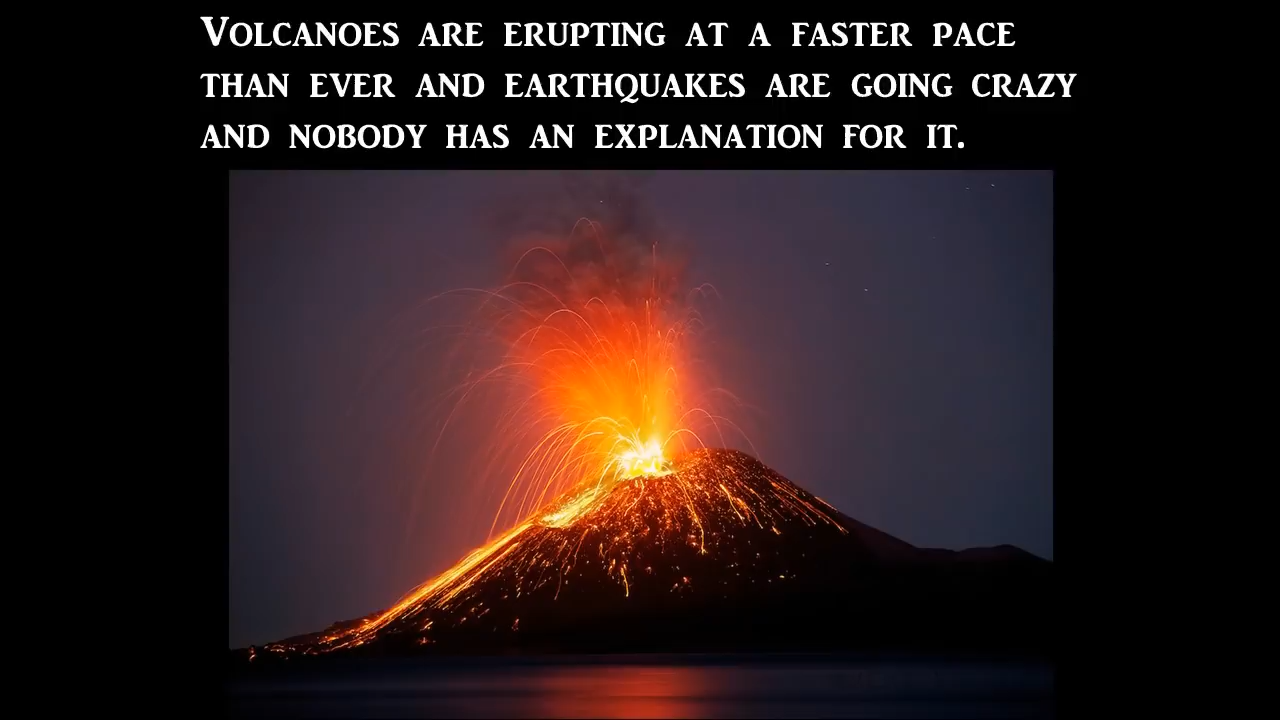 Volcanoes are erupting at a faster pace
than ever and earthquakes are going crazy
and nobody has an explanation for it.